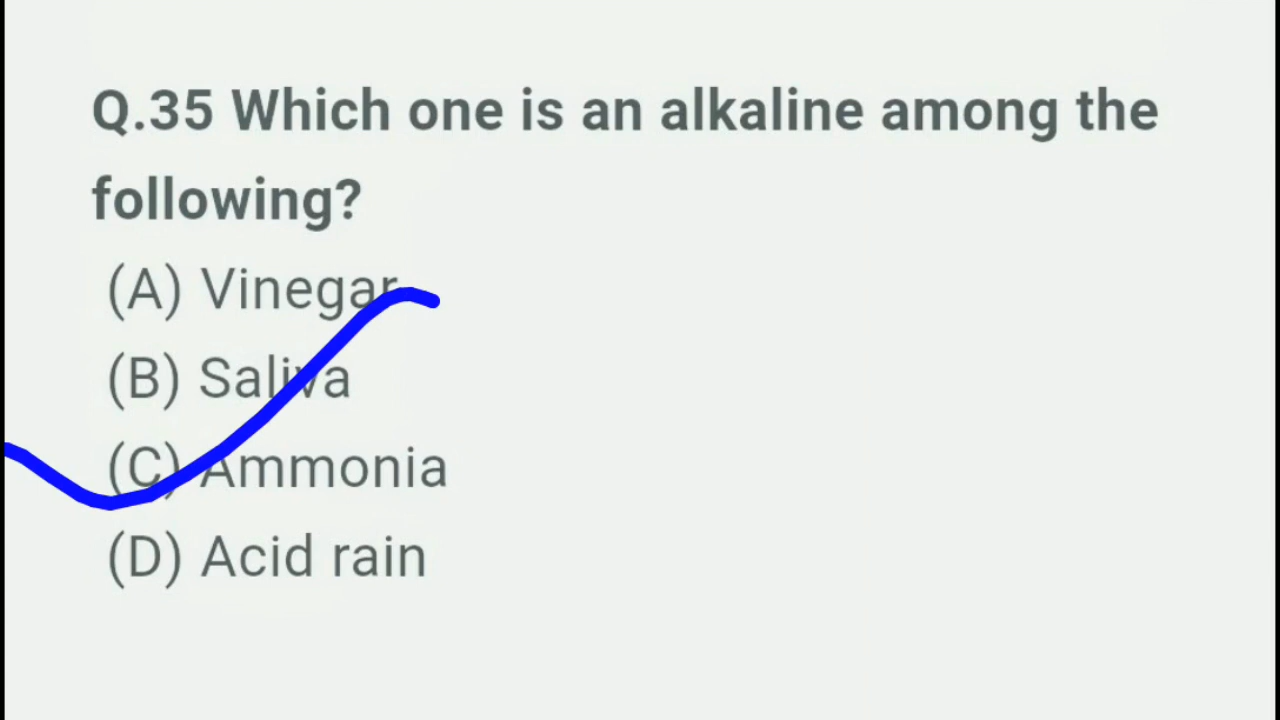 Q.35 Which one is an alkaline among the
following?
(A) Vinegar
(B) Saliva
(C) Ammonia
(D) Acid rain